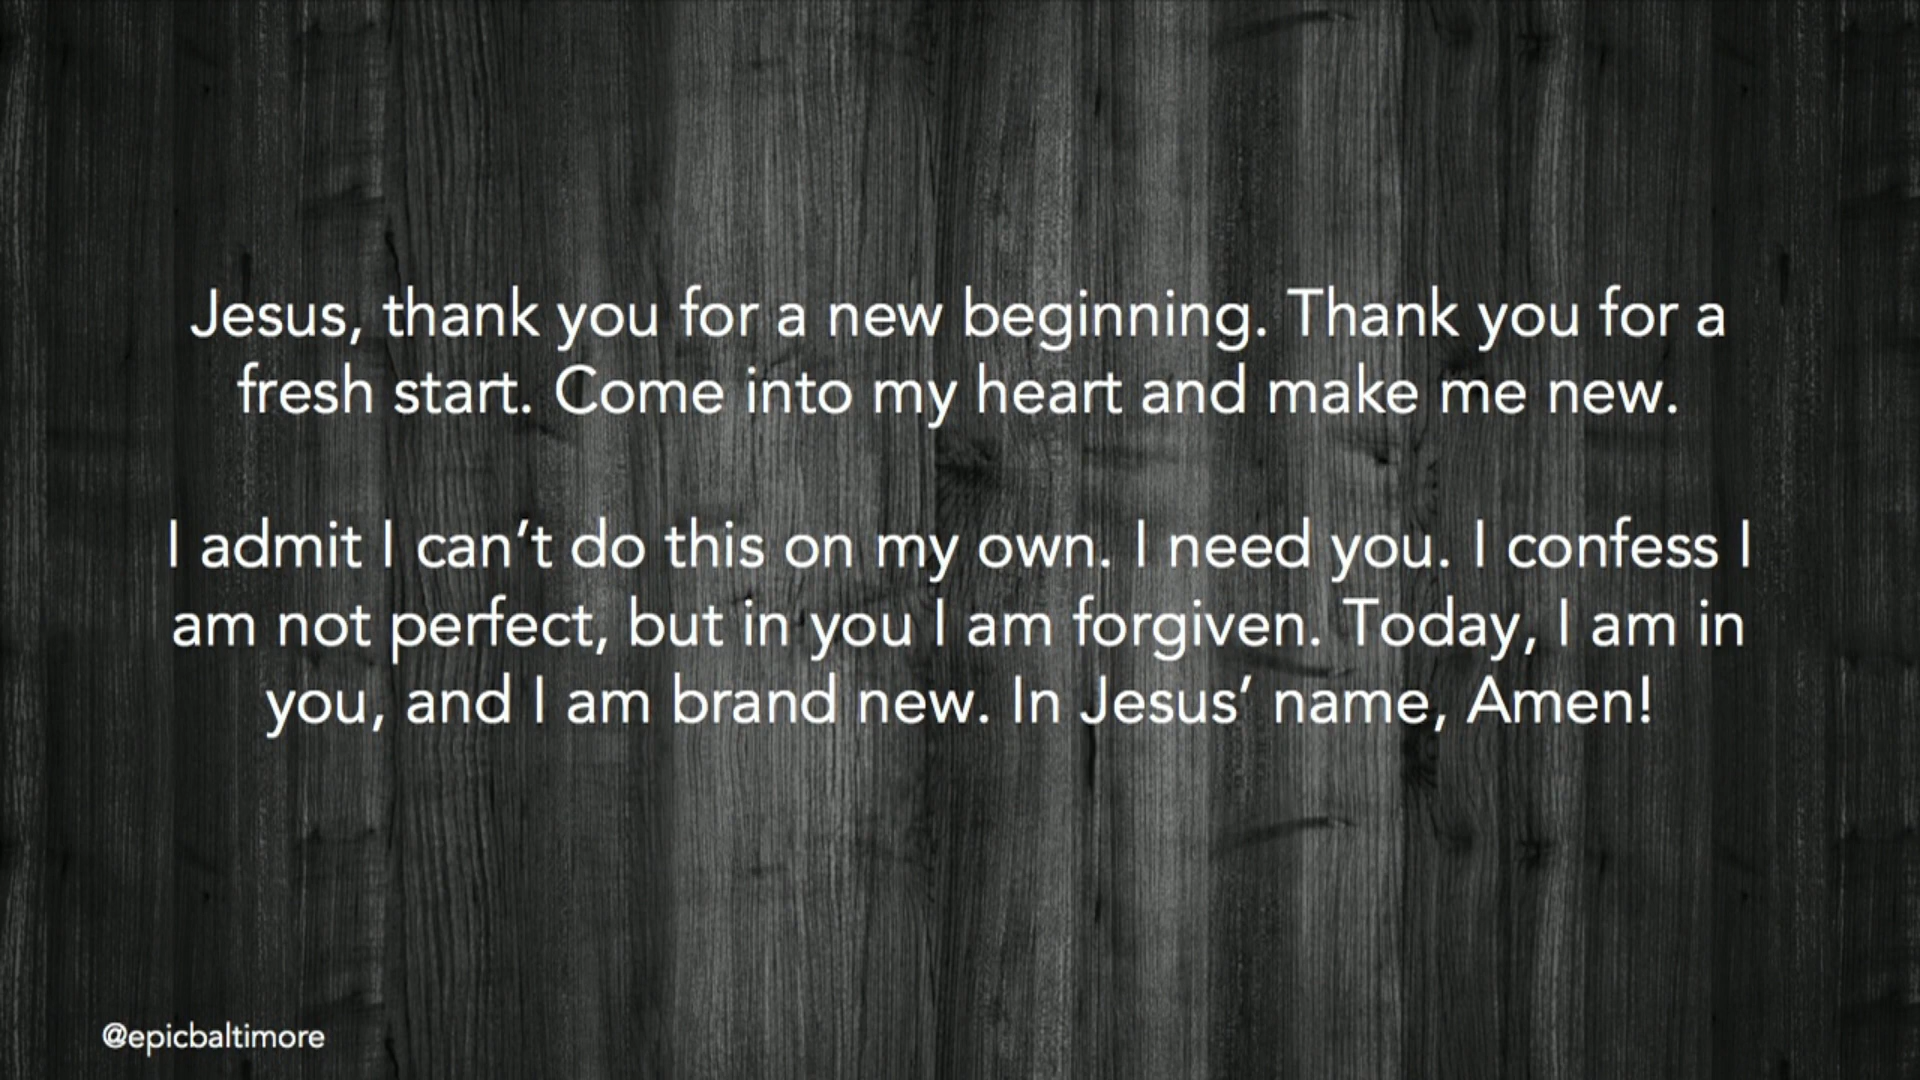 Jesus, thank you for a new beginning. Thank you for a
fresh start. Come into my heart and make me new.
I admit I can’t do this on my own. I need you. I confess I
am not perfect, but in you I am forgiven. Today, I am in
you, and I am brand new. In Jesus’ name, Amen!
@epicbaltimore